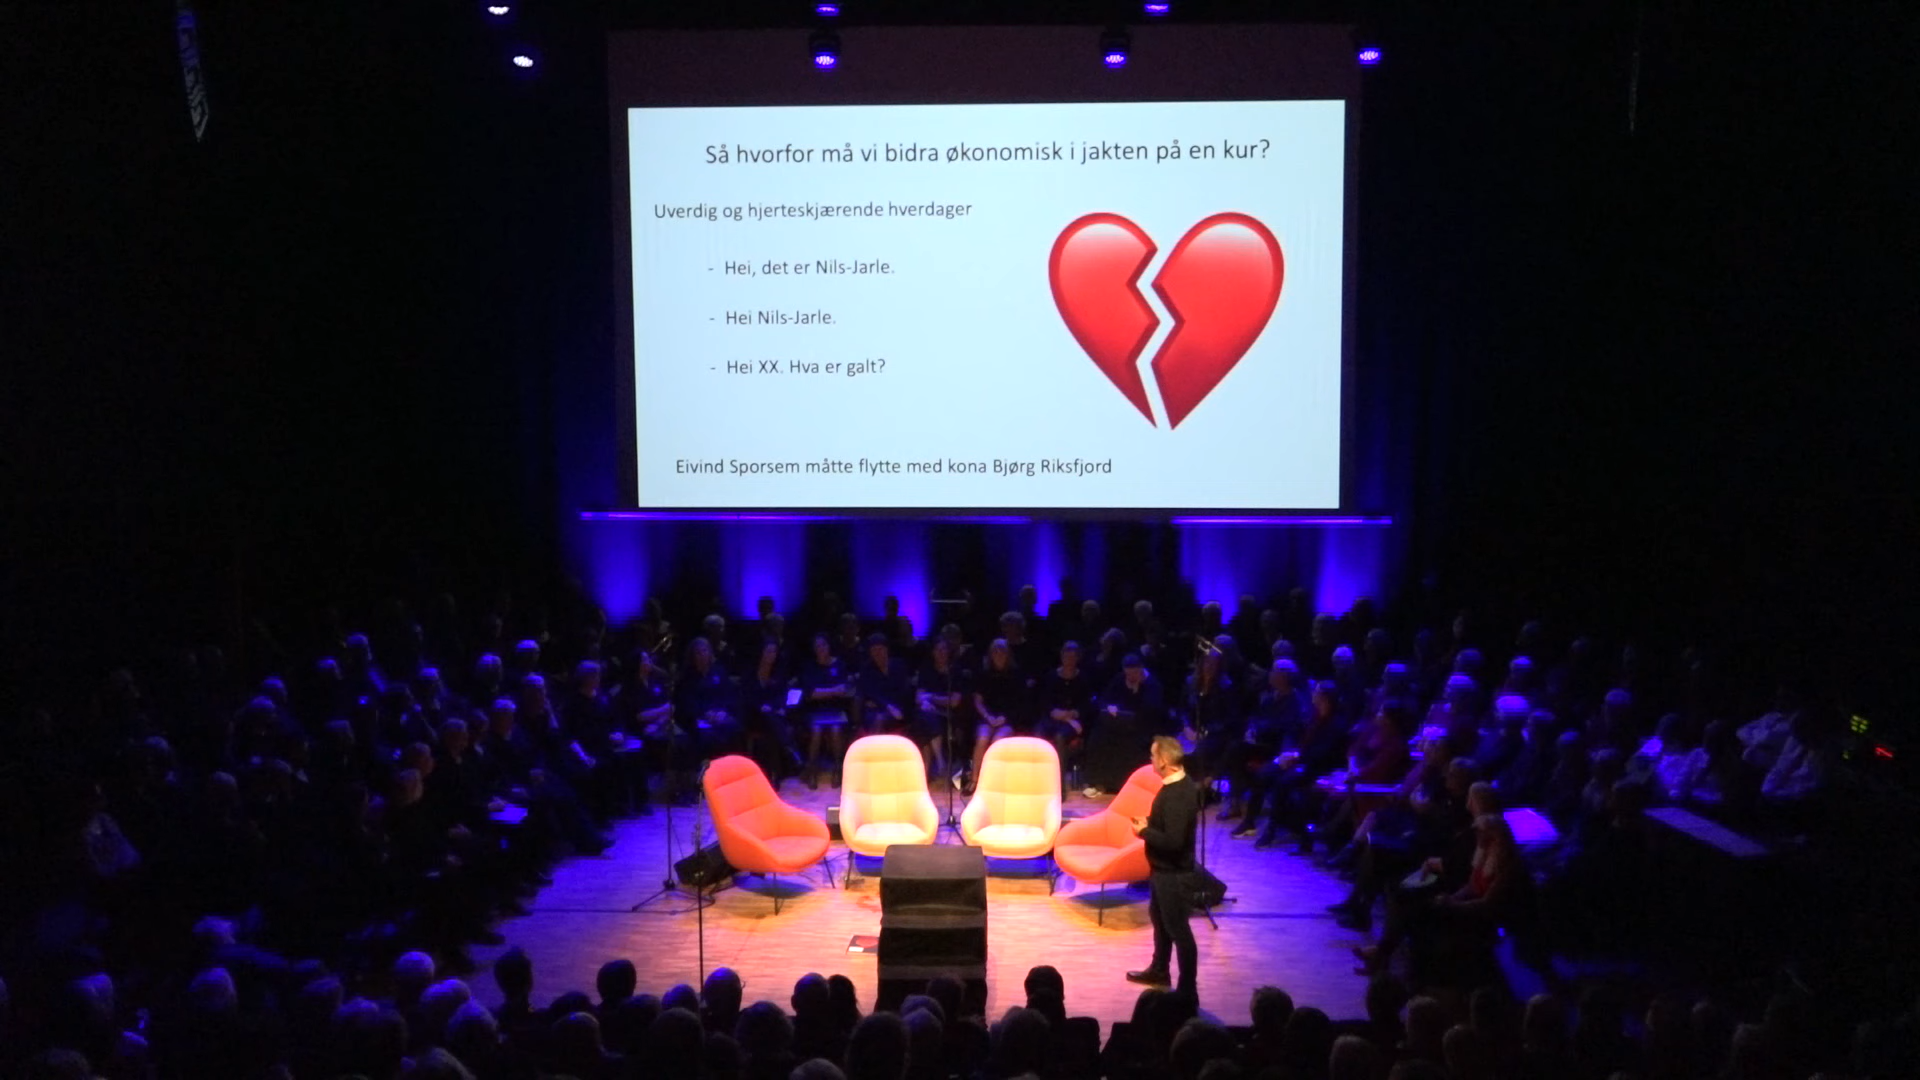 Så hvorfor må vi bidra økonomisk i jakten på en kur?
Uverdig og hjerteskjærende hverdager
- Hei, det er Nils-Jarle.
- Hei Nils-Jarle.
- Hei XX. Hva er galt?
Eivind Sporsem måtte flytte med kona Bjørg Riksfjord